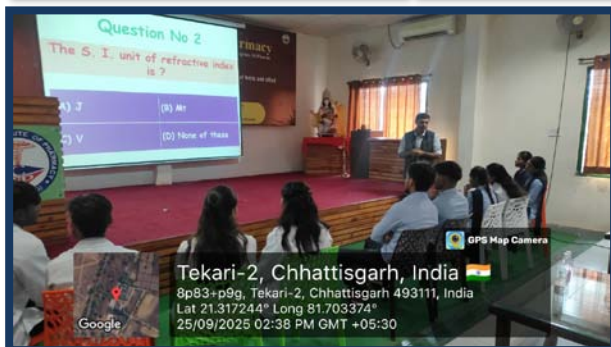 Question No 2
The S. I. unit of refractive index
is ?
A) J
(B) Mr
C) V
(D) None of these
rmacy
GPS Map Camera
Tekari-2, Chhattisgarh, India
8p83+p9g, Tekari-2, Chhattisgarh 493111, India
Lat 21.317244° Long 81.703374°
25/09/2025 02:38 PM GMT +05:30
Google